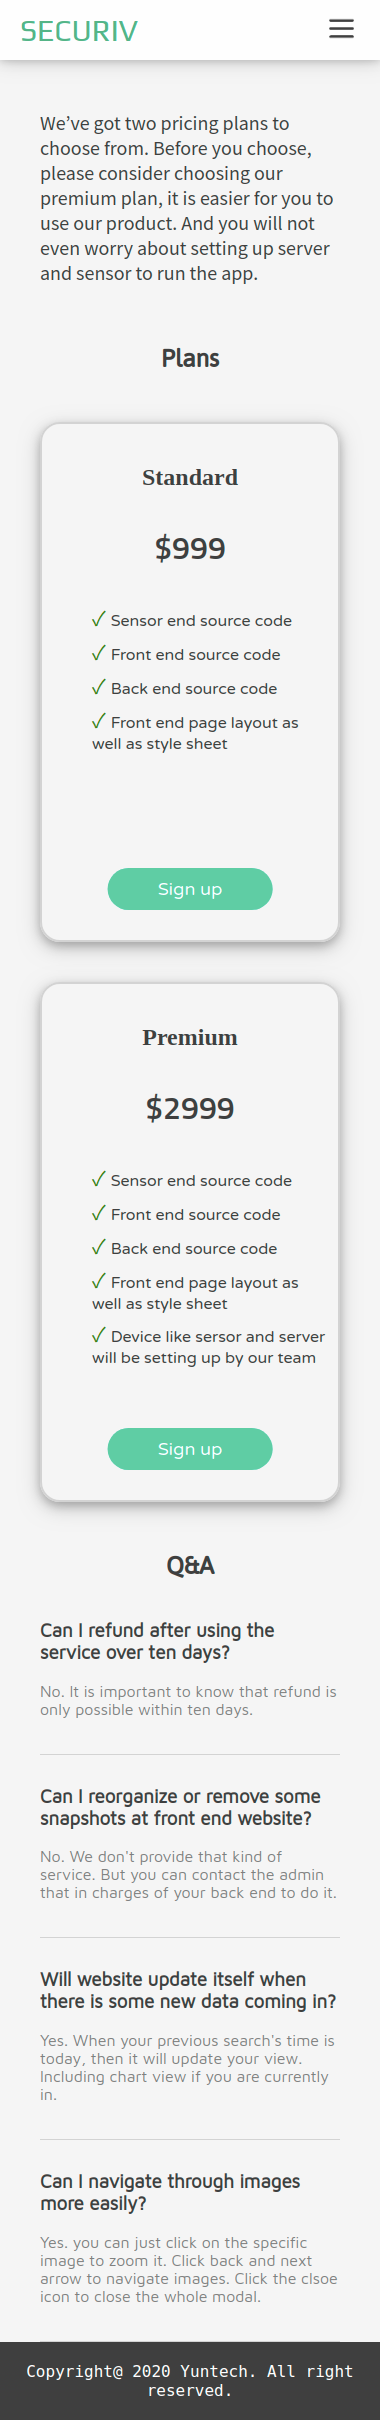 SECURIV
We’ve got two pricing plans to
choose from. Before you choose,
please consider choosing our
premium plan, it is easier for you to
use our product. And you will not
even worry about setting up server
and sensor to run the app.
Plans
Standard
$999
✓ Sensor end source code
✓ Front end source code
✓ Back end source code
✓ Front end page layout as
well as style sheet
Sign up
Premium
$2999
✓ Sensor end source code
✓ Front end source code
✓ Back end source code
✓ Front end page layout as
well as style sheet
✓ Device like sersor and server
will be setting up by our team
Sign up
Q&A
Can I refund after using the
service over ten days?
No. It is important to know that refund is
only possible within ten days.
Can I reorganize or remove some
snapshots at front end website?
No. We don't provide that kind of
service. But you can contact the admin
that in charges of your back end to do it.
Will website update itself when
there is some new data coming in?
Yes. When your previous search's time is
today, then it will update your view.
Including chart view if you are currently
in.
Can I navigate through images
more easily?
Yes. you can just click on the specific
image to zoom it. Click back and next
arrow to navigate images. Click the clsoe
icon to close the whole modal.
Copyright@ 2020 Yuntech. All right
reserved.